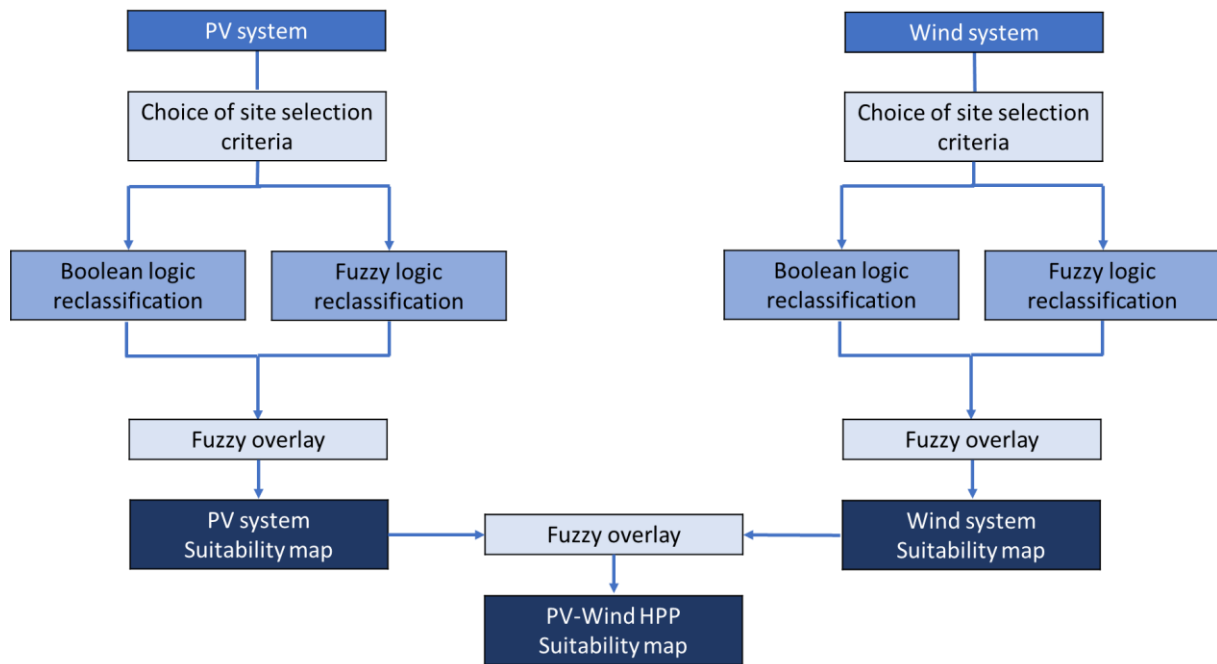 PV system
Wind system
Choice of site selection
criteria
Choice of site selection
criteria
Boolean logic
reclassification
Fuzzy logic
reclassification
Boolean logic
reclassification
Fuzzy logic
reclassification
Fuzzy overlay
Fuzzy overlay
PV system
Suitability map
Fuzzy overlay
Wind system
Suitability map
PV-Wind HPP
Suitability map